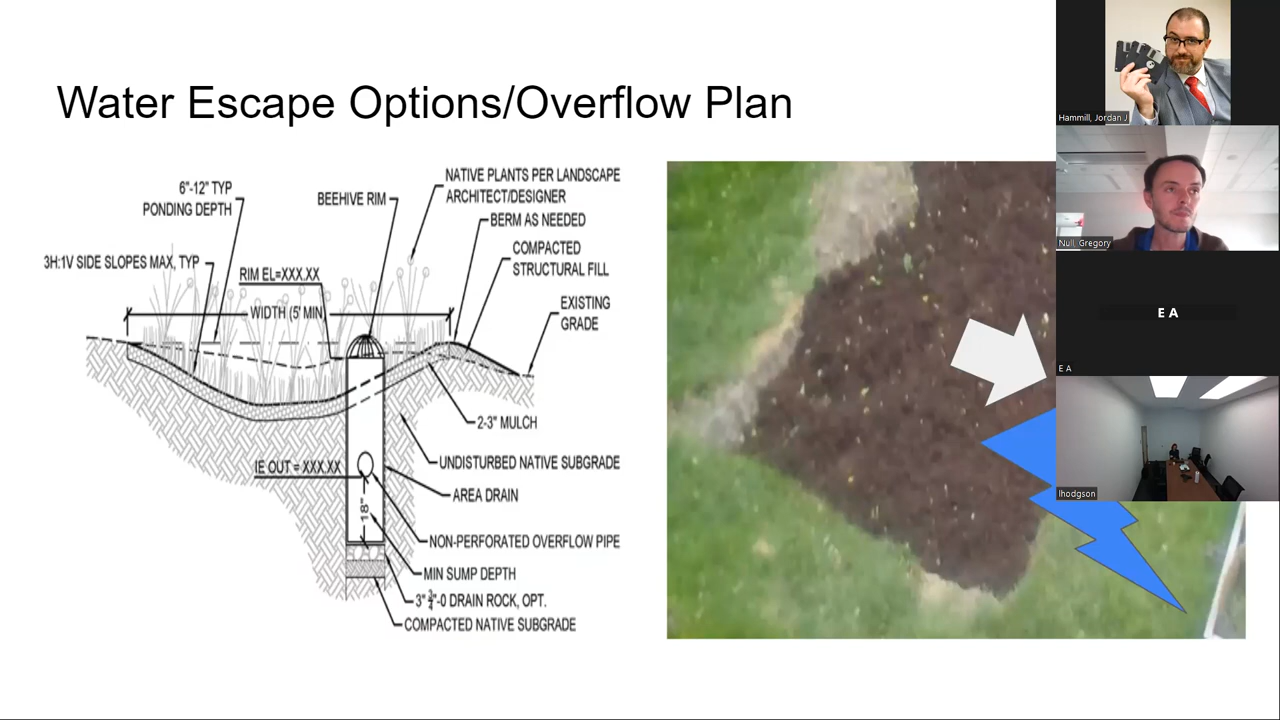 Water Escape Options/Overflow Plan
6"-12" TYP
PONDING DEPTH
3H:1V SIDE SLOPES MAX, TYP
RIM EL=XXX.XX
WIDTH (5' MIN)
BEEHIVE RIM
NATIVE PLANTS PER LANDSCAPE
ARCHITECT/DESIGNER
BERM AS NEEDED
COMPACTED
STRUCTURAL FILL
EXISTING
GRADE
2-3" MULCH
UNDISTURBED NATIVE SUBGRADE
IE OUT = XXX.XX
AREA DRAIN
18"
NON-PERFORATED OVERFLOW PIPE
MIN SUMP DEPTH
3" 3/4"-0 DRAIN ROCK, OPT.
COMPACTED NATIVE SUBGRADE
Hammill, Jordan J
Null, Gregory
E A
E A
lhodgson